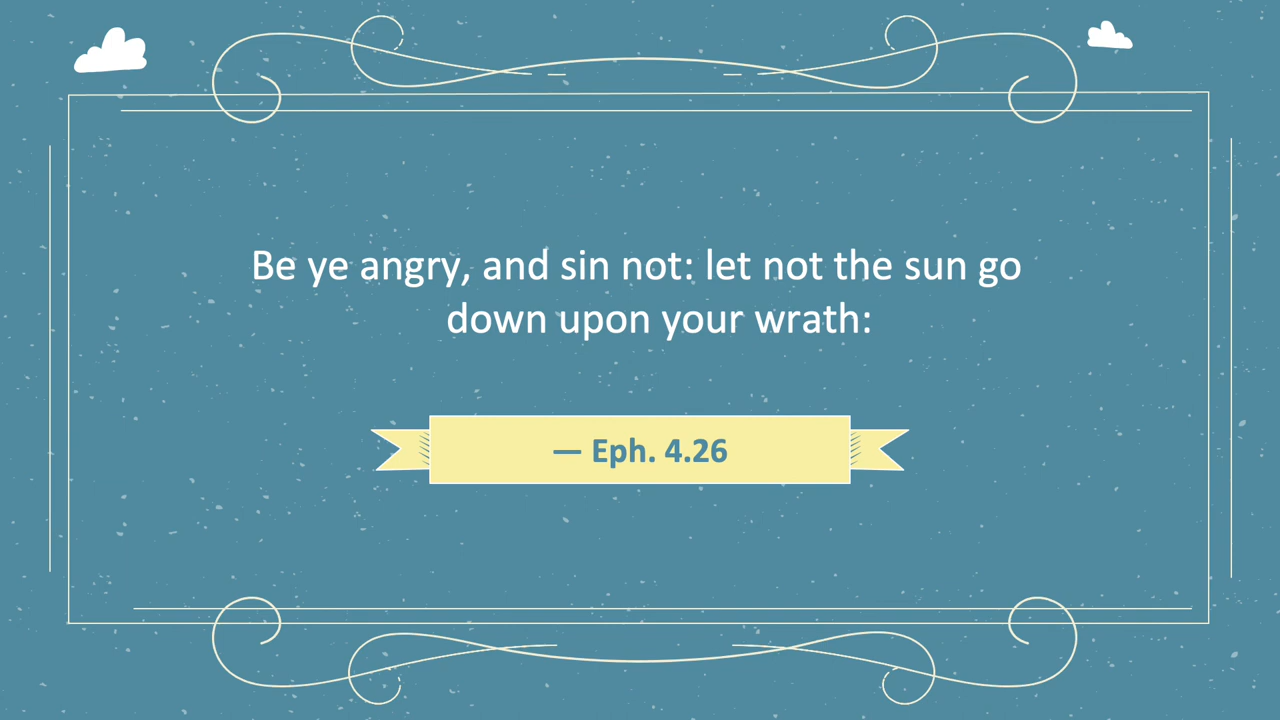 Be ye angry, and sin not: let not the sun go
down upon your wrath:
— Eph. 4.26